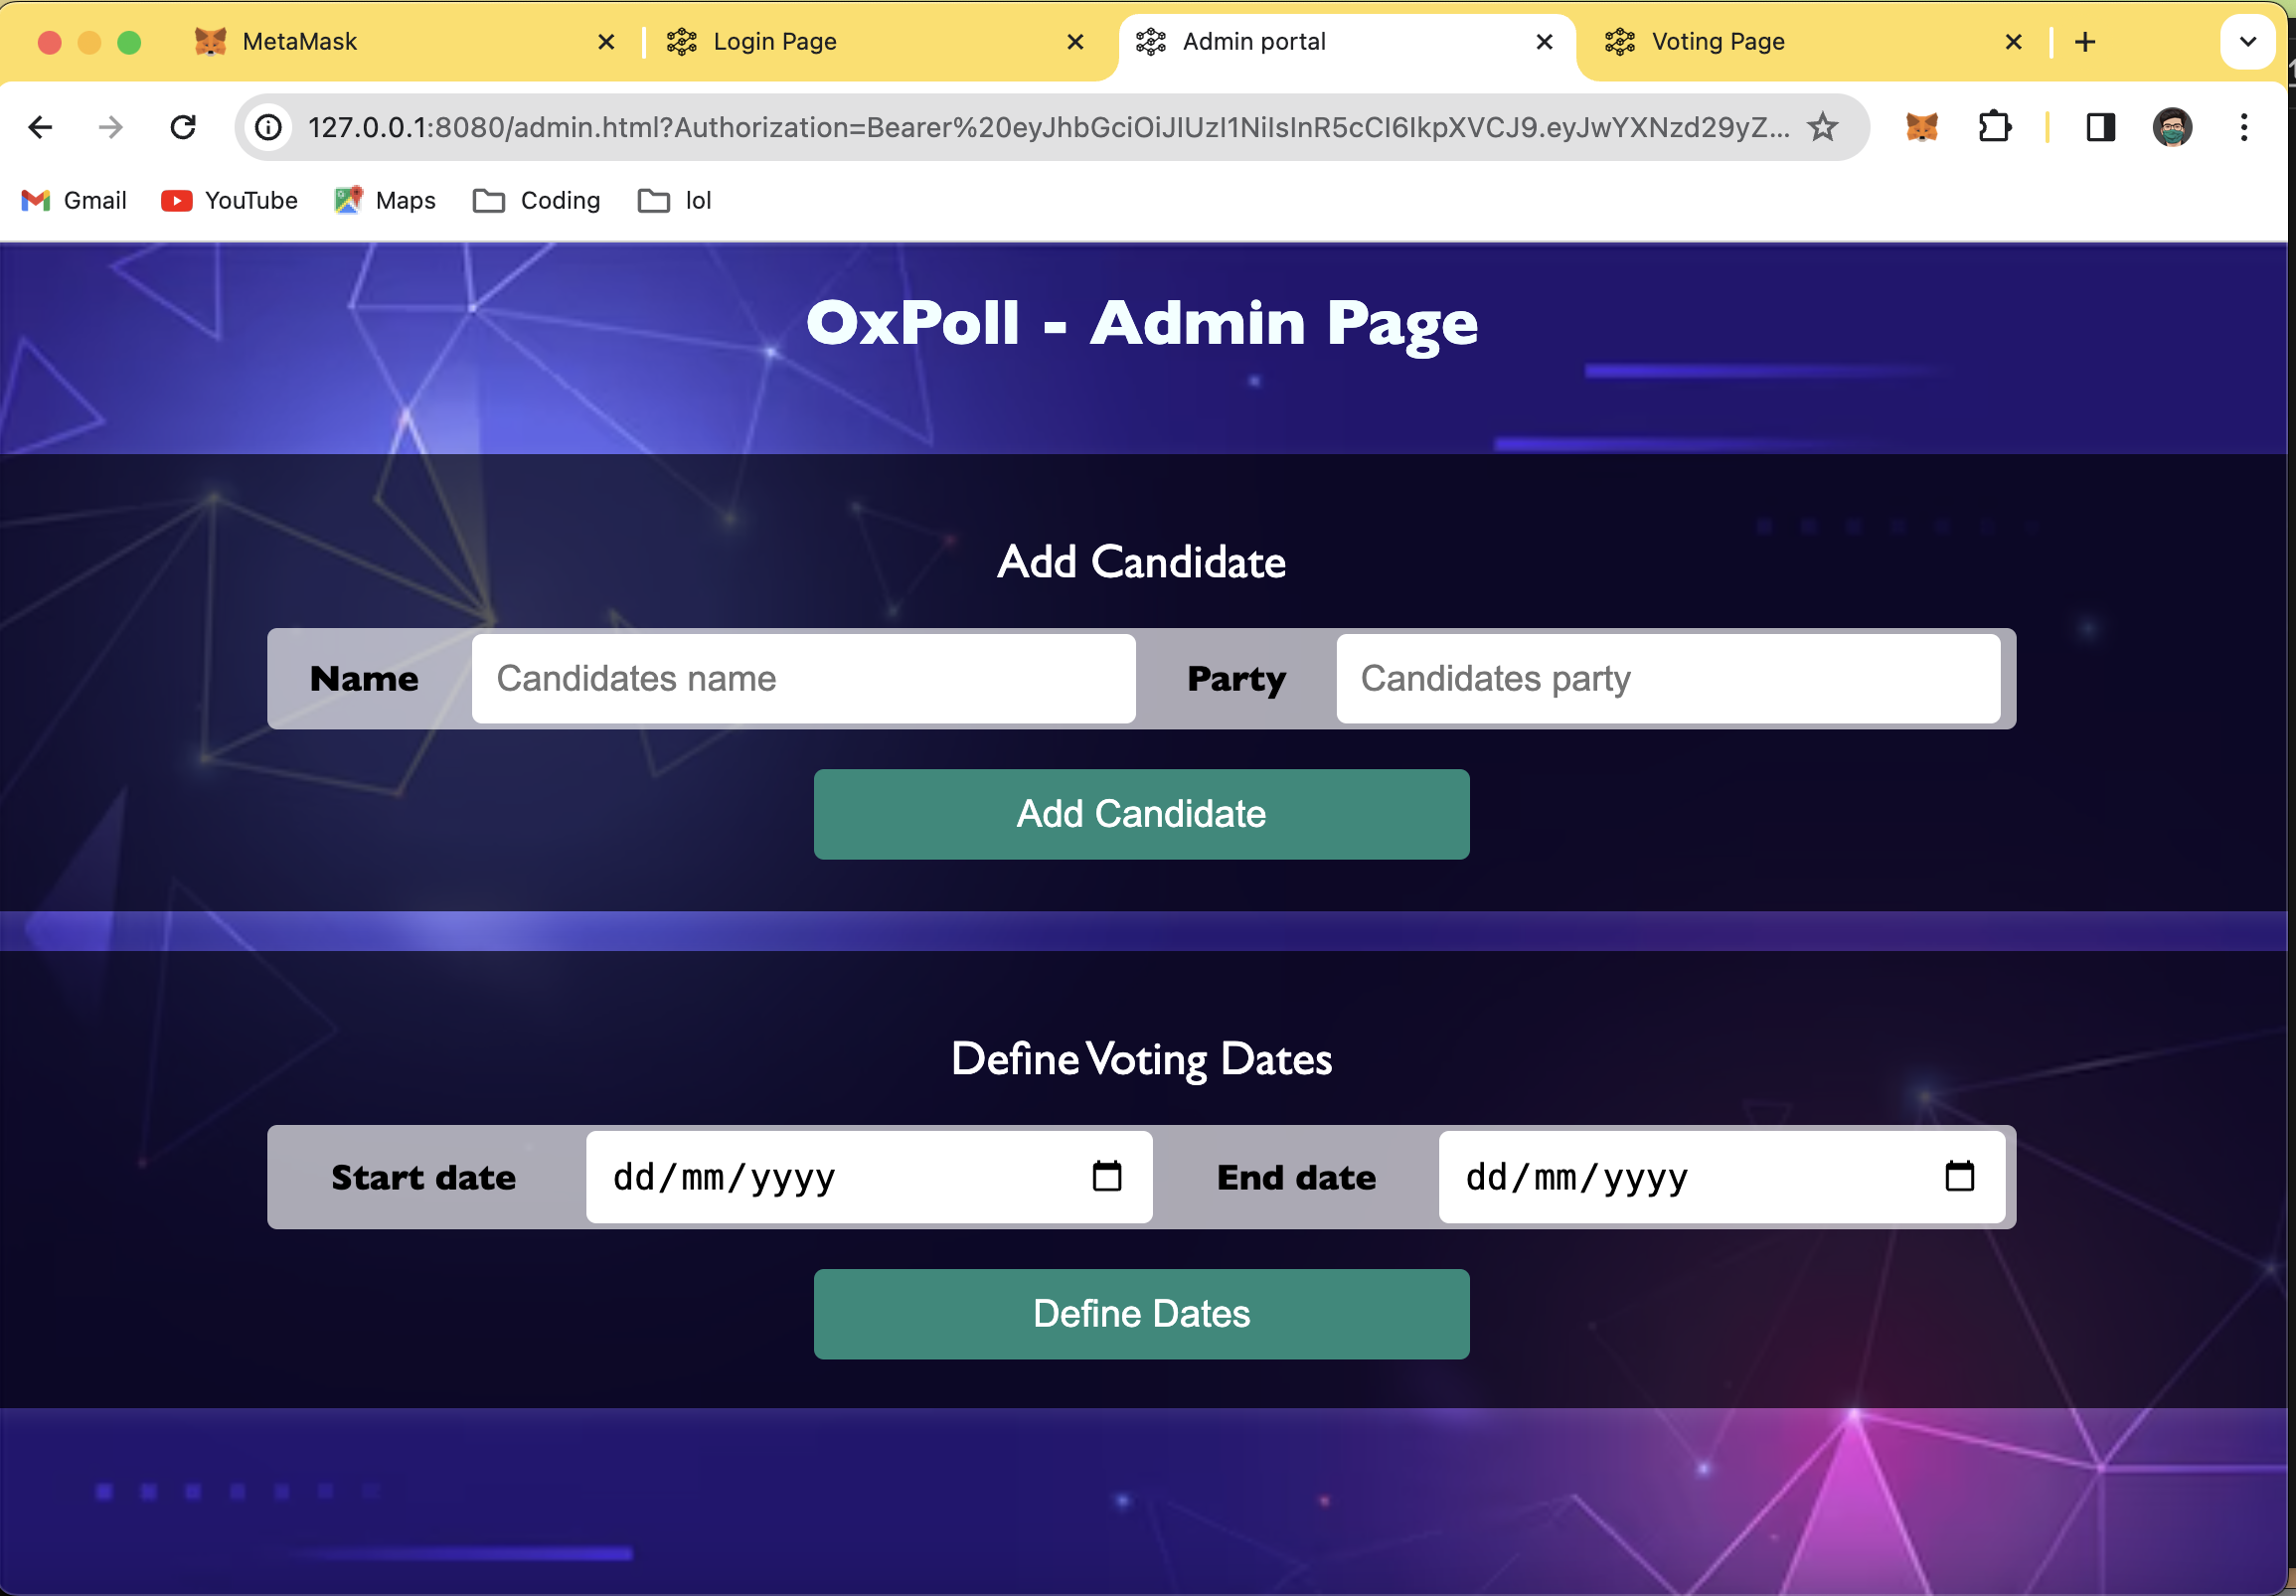 MetaMask
Login Page
Admin portal
Voting Page
127.0.0.1:8080/admin.html?Authorization=Bearer%20eyJhbGciOiJIUzI1NiIsInR5cCI6IkpXVCJ9.eyJwYXNzd29yZ...
Gmail
YouTube
Maps
Coding
lol
OxPoll - Admin Page
Add Candidate
Name
Candidates name
Party
Candidates party
Add Candidate
Define Voting Dates
Start date
dd/mm/yyyy
End date
dd/mm/yyyy
Define Dates